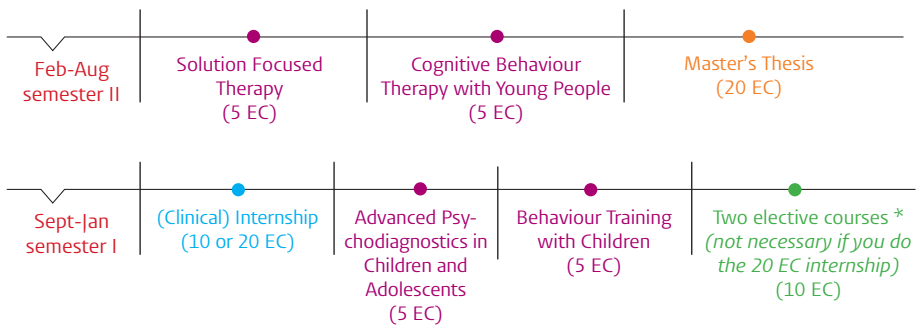 Feb-Aug
semester II
Solution Focused
Therapy
(5 EC)
Cognitive Behaviour
Therapy with Young People
(5 EC)
Master's Thesis
(20 EC)
Sept-Jan
semester I
(Clinical) Internship
(10 or 20 EC)
Advanced Psy-
chodiagnostics in
Children and
Adolescents
(5 EC)
Behaviour Training
with Children
(5 EC)
Two elective courses *
(not necessary if you do
the 20 EC internship)
(10 EC)